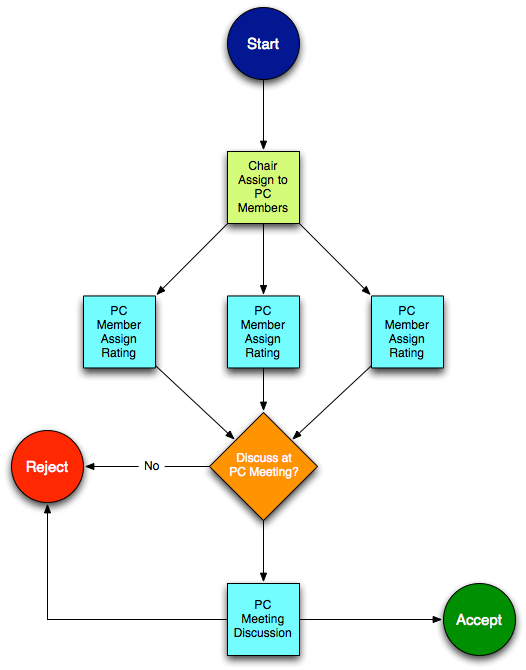 Start
Chair
Assign to
PC
Members
PC
Member
Assign
Rating
PC
Member
Assign
Rating
PC
Member
Assign
Rating
Discuss at
PC Meeting?
Reject
No
PC
Meeting
Discussion
Accept